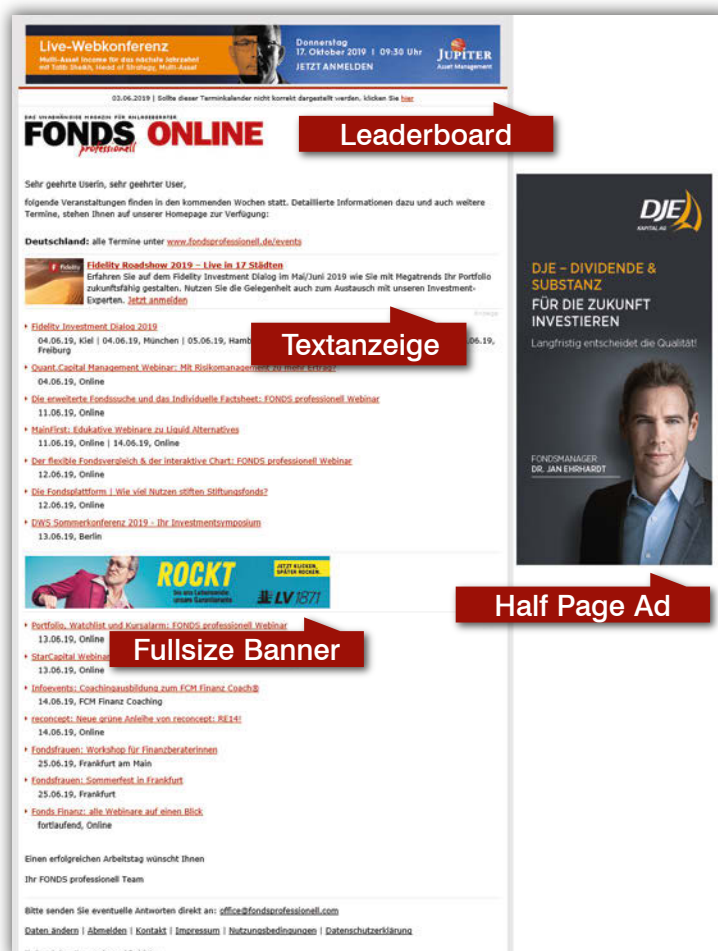 Live-Webkonferenz
Multi-Asset Income für das nächste Jahrzehnt
mit Talib Sheikh, Head of Strategy, Multi-Asset
Donnerstag
17. Oktober 2019 | 09:30 Uhr
JETZT ANMELDEN
JUPITER
Asset Management
03.06.2019 | Sollte dieser Terminkalender nicht korrekt dargestellt werden, klicken Sie hier
DAS UNABHÄNGIGE MAGAZIN FÜR ANLAGEBERATER
FONDS ONLINE
professionell
Leaderboard
Sehr geehrte Userin, sehr geehrter User,
folgende Veranstaltungen finden in den kommenden Wochen statt. Detaillierte Informationen dazu und auch weitere
Termine, stehen Ihnen auf unserer Homepage zur Verfügung:
Deutschland: alle Termine unter www.fondsprofessionell.de/events
Fidelity
Fidelity Roadshow 2019 – Live in 17 Städten
Erfahren Sie auf dem Fidelity Investment Dialog im Mai/Juni 2019 wie Sie mit Megatrends Ihr Portfolio
zukunftsfähig gestalten. Nutzen Sie die Gelegenheit auch zum Austausch mit unseren Investment-
Experten. Jetzt anmelden
Anzeige
Fidelity Investment Dialog 2019
04.06.19, Kiel | 04.06.19, München | 05.06.19, Hamb 06.19,
Freiburg
Textanzeige
Quant.Capital Management Webinar: Mit Risikomanagement zu mehr Ertrag?
04.06.19, Online
Die erweiterte Fondssuche und das Individuelle Factsheet: FONDS professionell Webinar
11.06.19, Online
MainFirst: Edukative Webinare zu Liquid Alternatives
11.06.19, Online | 14.06.19, Online
Der flexible Fondsvergleich & der interaktive Chart: FONDS professionell Webinar
12.06.19, Online
Die Fondsplattform | Wie viel Nutzen stiften Stiftungsfonds?
12.06.19, Online
DWS Sommerkonferenz 2019 - Ihr Investmentsymposium
13.06.19, Berlin
ROCKT
bis ans Lebensende
unsere Garantierente
JETZT KLICKEN,
SPÄTER ROCKEN.
LV 1871
Portfolio, Watchlist und Kursalarm: FONDS professionell Webinar
13.06.19, Online
Fullsize Banner
StarCapital Webinar
13.06.19, Online
Infoevents: Coachingausbildung zum FCM Finanz Coach®
14.06.19, FCM Finanz Coaching
reconcept: Neue grüne Anleihe von reconcept: RE14!
14.06.19, Online
Fondsfrauen: Workshop für Finanzberaterinnen
25.06.19, Frankfurt am Main
Fondsfrauen: Sommerfest in Frankfurt
25.06.19, Frankfurt
Fonds Finanz: alle Webinare auf einen Blick
fortlaufend, Online
Einen erfolgreichen Arbeitstag wünscht Ihnen
Ihr FONDS professionell Team
Bitte senden Sie eventuelle Antworten direkt an: office@fondsprofessionell.com
Daten ändern | Abmelden | Kontakt | Impressum | Nutzungsbedingungen | Datenschutzerklärung
DJE
KAPITAL AG
DJE – DIVIDENDE &
SUBSTANZ
FÜR DIE ZUKUNFT
INVESTIEREN
Langfristig entscheidet die Qualität!
FONDSMANAGER
DR. JAN EHRHARDT
Half Page Ad